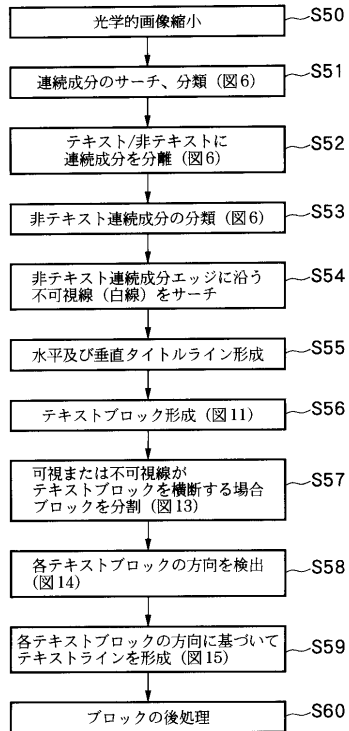 光学的画像縮小
S50
連続成分のサーチ、分類（図6）
S51
テキスト/非テキストに
連続成分を分離（図6）
S52
非テキスト連続成分の分類（図6）
S53
非テキスト連続成分エッジに沿う
不可視線（白線）をサーチ
S54
水平及び垂直タイトルライン形成
S55
テキストブロック形成（図11）
S56
可視または不可視線が
テキストブロックを横断する場合
ブロックを分割（図13）
S57
各テキストブロックの方向を検出
（図14）
S58
各テキストブロックの方向に基づいて
テキストラインを形成（図15）
S59
ブロックの後処理
S60